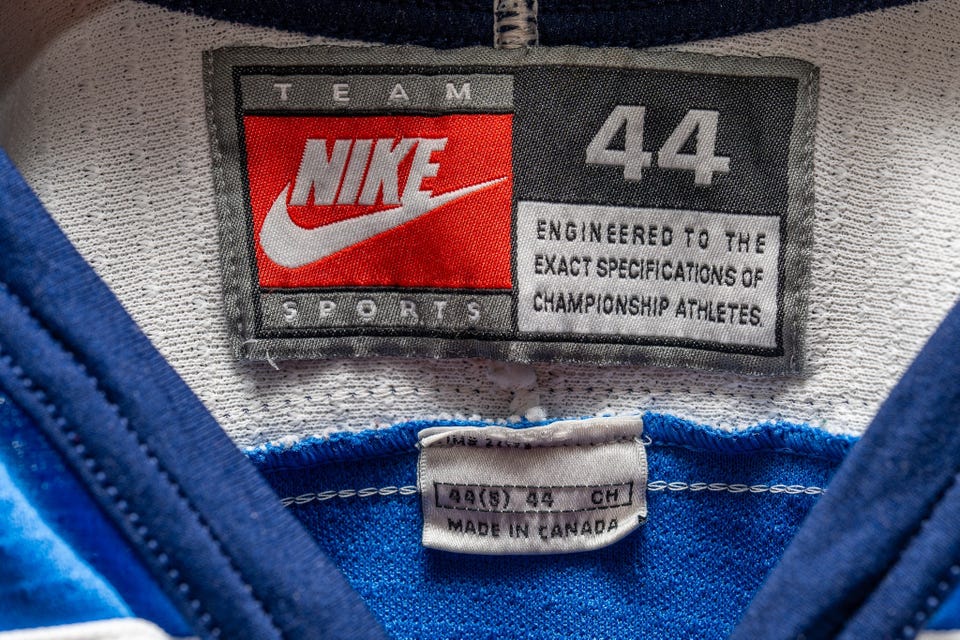 TEAM
NIKE
SPORTS
44
ENGINEERED TO THE
EXACT SPECIFICATIONS OF
CHAMPIONSHIP ATHLETES.
44(S) 44 CH
MADE IN CANADA